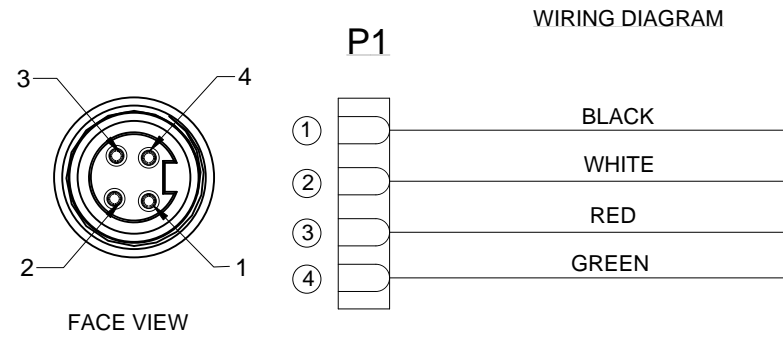 WIRING DIAGRAM
P1
3
4
2
1
FACE VIEW
1 BLACK
2 WHITE
3 RED
4 GREEN